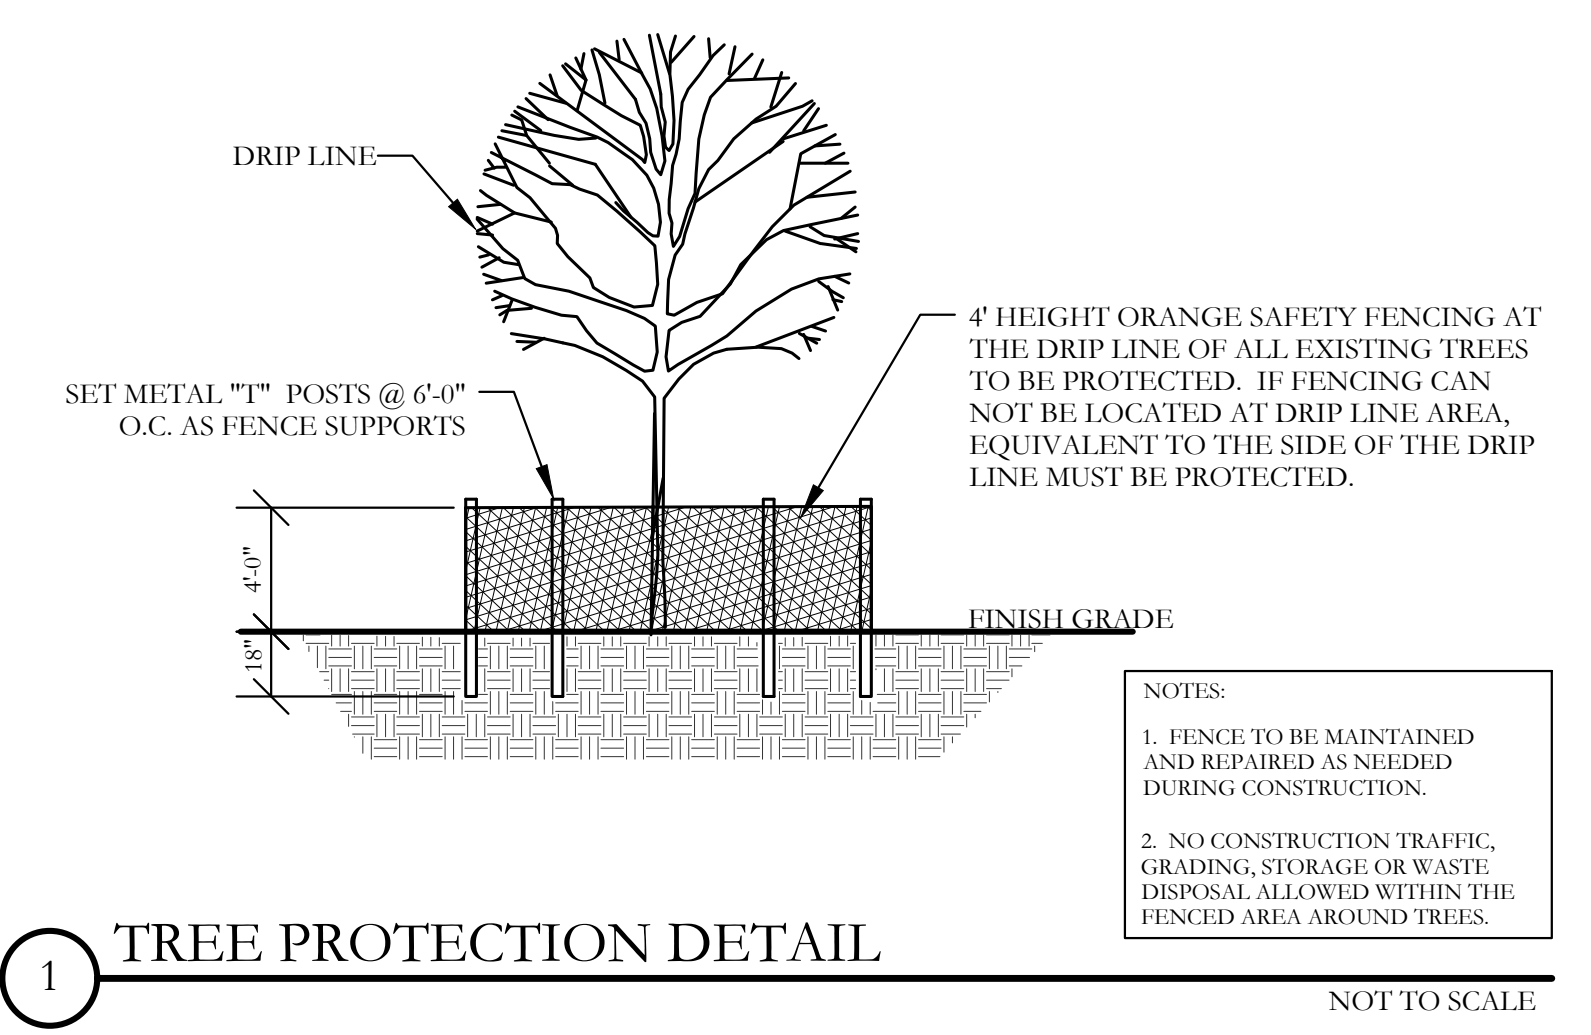 DRIP LINE
4' HEIGHT ORANGE SAFETY FENCING AT
THE DRIP LINE OF ALL EXISTING TREES
TO BE PROTECTED. IF FENCING CAN
NOT BE LOCATED AT DRIP LINE AREA,
EQUIVALENT TO THE SIDE OF THE DRIP
LINE MUST BE PROTECTED.
SET METAL "T" POSTS @ 6'-0"
O.C. AS FENCE SUPPORTS
4'-0"
18"
FINISH GRADE
NOTES:
1. FENCE TO BE MAINTAINED
AND REPAIRED AS NEEDED
DURING CONSTRUCTION.
2. NO CONSTRUCTION TRAFFIC,
GRADING, STORAGE OR WASTE
DISPOSAL ALLOWED WITHIN THE
FENCED AREA AROUND TREES.
1
TREE PROTECTION DETAIL
NOT TO SCALE